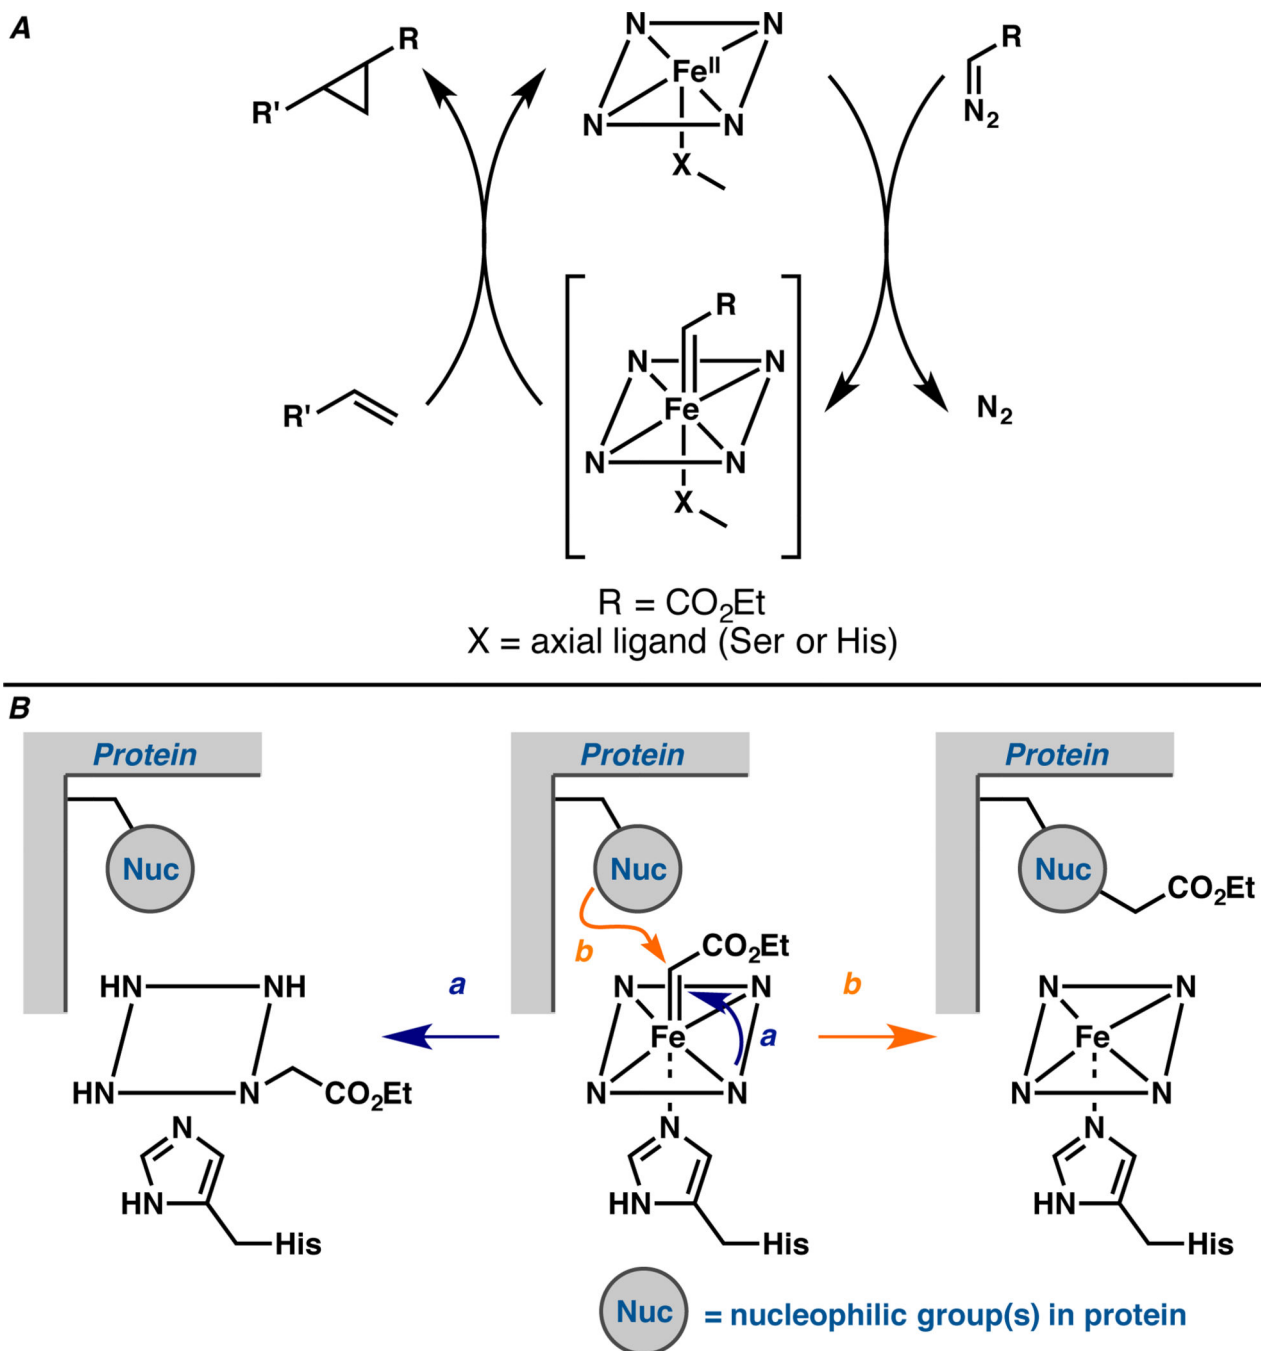 A
R
R'
N
N
Fe^II
N
N
X
R
N₂
R
N
N
Fe
N
N
X
R'
N₂
R = CO₂Et
X = axial ligand (Ser or His)
B
Protein
Protein
Protein
Nuc
Nuc
Nuc
CO₂Et
b
CO₂Et
HN
NH
a
N
N
b
N
N
Fe
a
Fe
HN
N
CO₂Et
N
N
N
N
N
N
N
HN
HN
HN
His
His
His
Nuc
= nucleophilic group(s) in protein